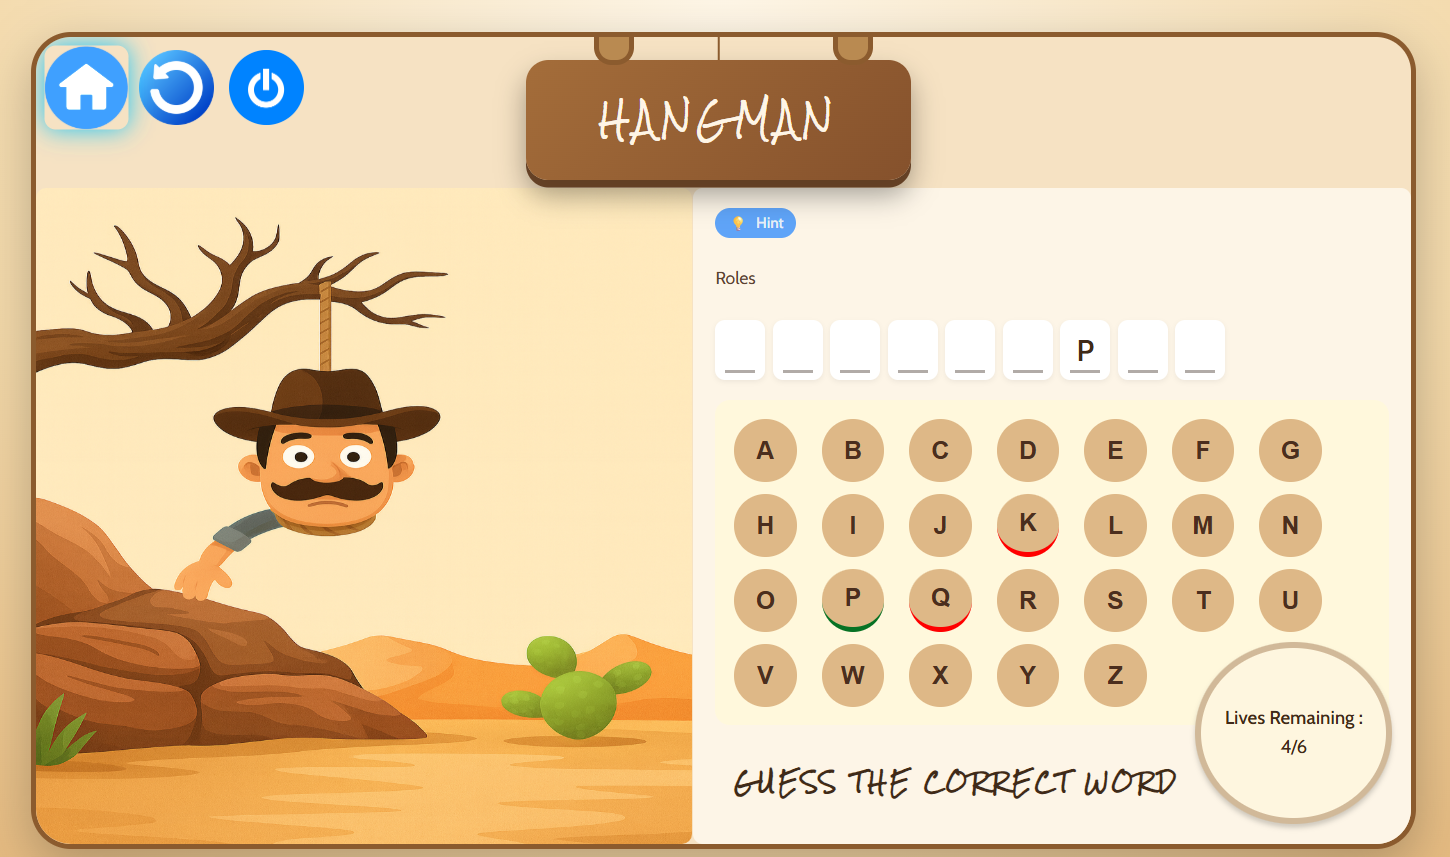 HANGMAN
Hint
Roles
P
A B C D E F G
H I J K L M N
O P Q R S T U
V W X Y Z
Lives Remaining :
4/6
GUESS THE CORRECT WORD